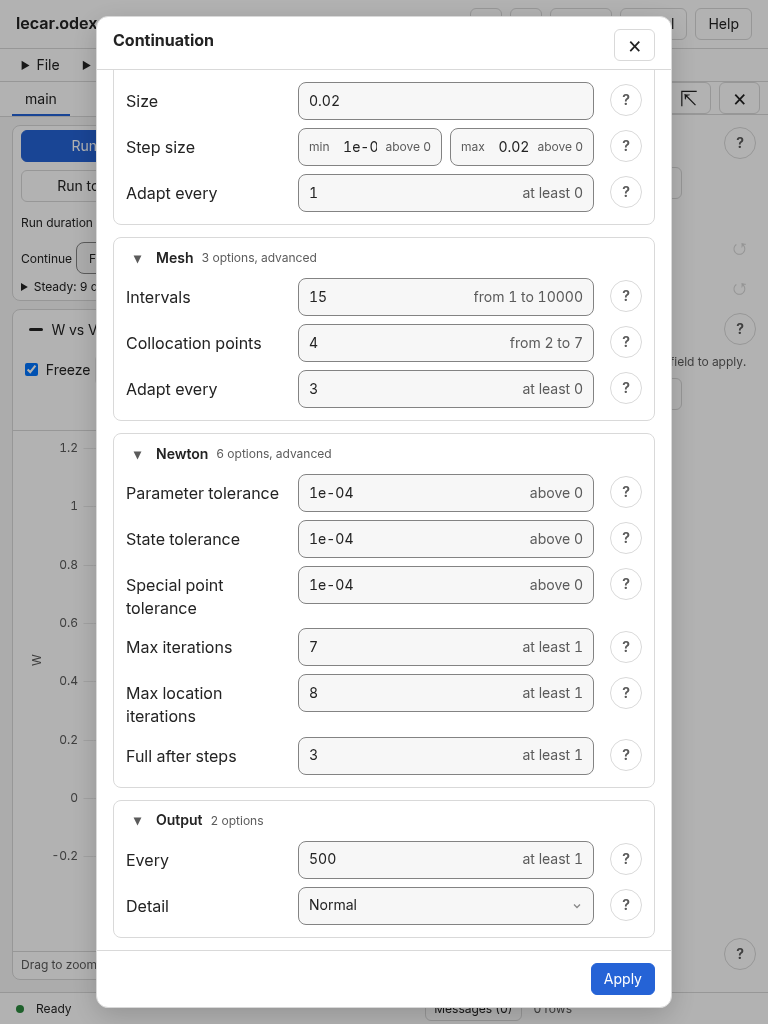 lecar.odex
Continuation
×
Help
▶ File
main
×
Size
0.02
?
Step size
min 1e-0 above 0
max 0.02 above 0
?
Adapt every
1
at least 0
?
Run
Run to
Run duration
Continue
F
▶ Steady: 9 o
?
▼ Mesh 3 options, advanced
Intervals
15
from 1 to 10000
?
Collocation points
4
from 2 to 7
?
Adapt every
3
at least 0
?
W vs V
Freeze
?
field to apply.
▼ Newton 6 options, advanced
Parameter tolerance
1e-04
above 0
?
State tolerance
1e-04
above 0
?
Special point
tolerance
1e-04
above 0
?
Max iterations
7
at least 1
?
Max location
iterations
8
at least 1
?
Full after steps
3
at least 1
?
1.2
1
0.8
0.6
W
0.4
0.2
0
-0.2
▼ Output 2 options
Every
500
at least 1
?
Detail
Normal
?
Drag to zoom
?
Apply
Ready
Messages (0)
0 rows